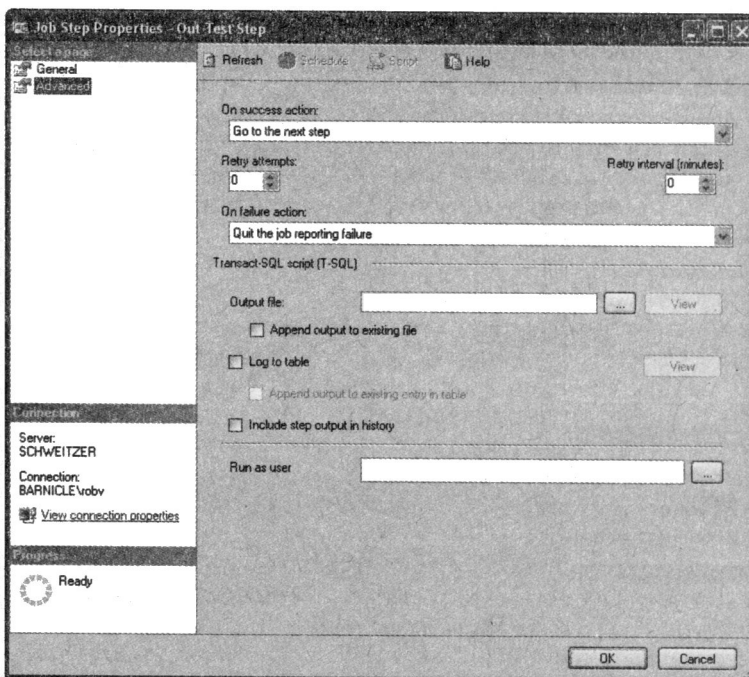 Job Step Properties - Out Test Step
Select a page
General
Advanced
Refresh Schedule Script Help
On success action:
Go to the next step
Retry attempts: Retry interval (minutes):
0 0
On failure action:
Quit the job reporting failure
Transact-SQL script (T-SQL)
Output file: ... View
Append output to existing file
Log to table View
Append output to existing entry in table
Include step output in history
Run as user ...
Connection
Server:
SCHWEITZER
Connection:
BARNICLE\robv
View connection properties
Progress
Ready
OK Cancel